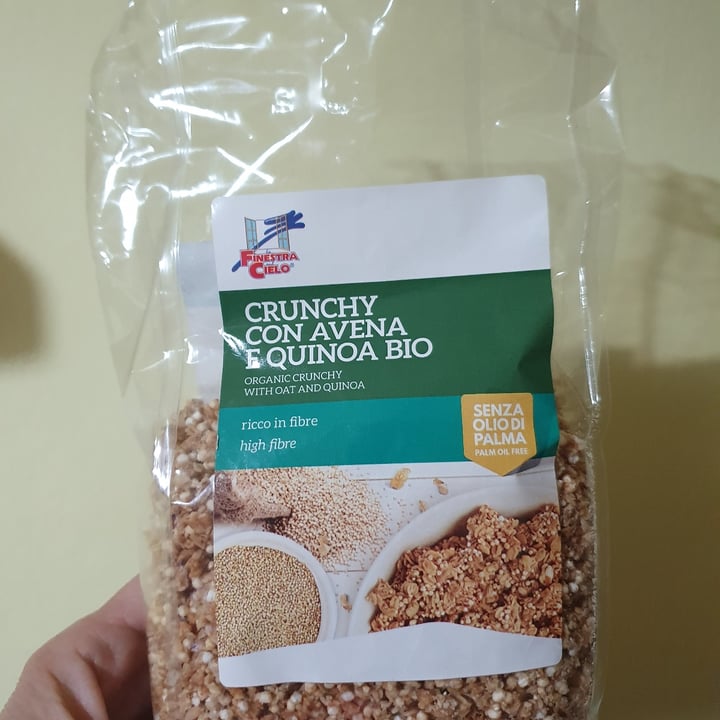 FINESTRA
CIELO
CRUNCHY
CON AVENA
E QUINOA BIO
ORGANIC CRUNCHY
WITH OAT AND QUINOA
ricco in fibre
high fibre
SENZA
OLIO DI
PALMA
PALM OIL FREE